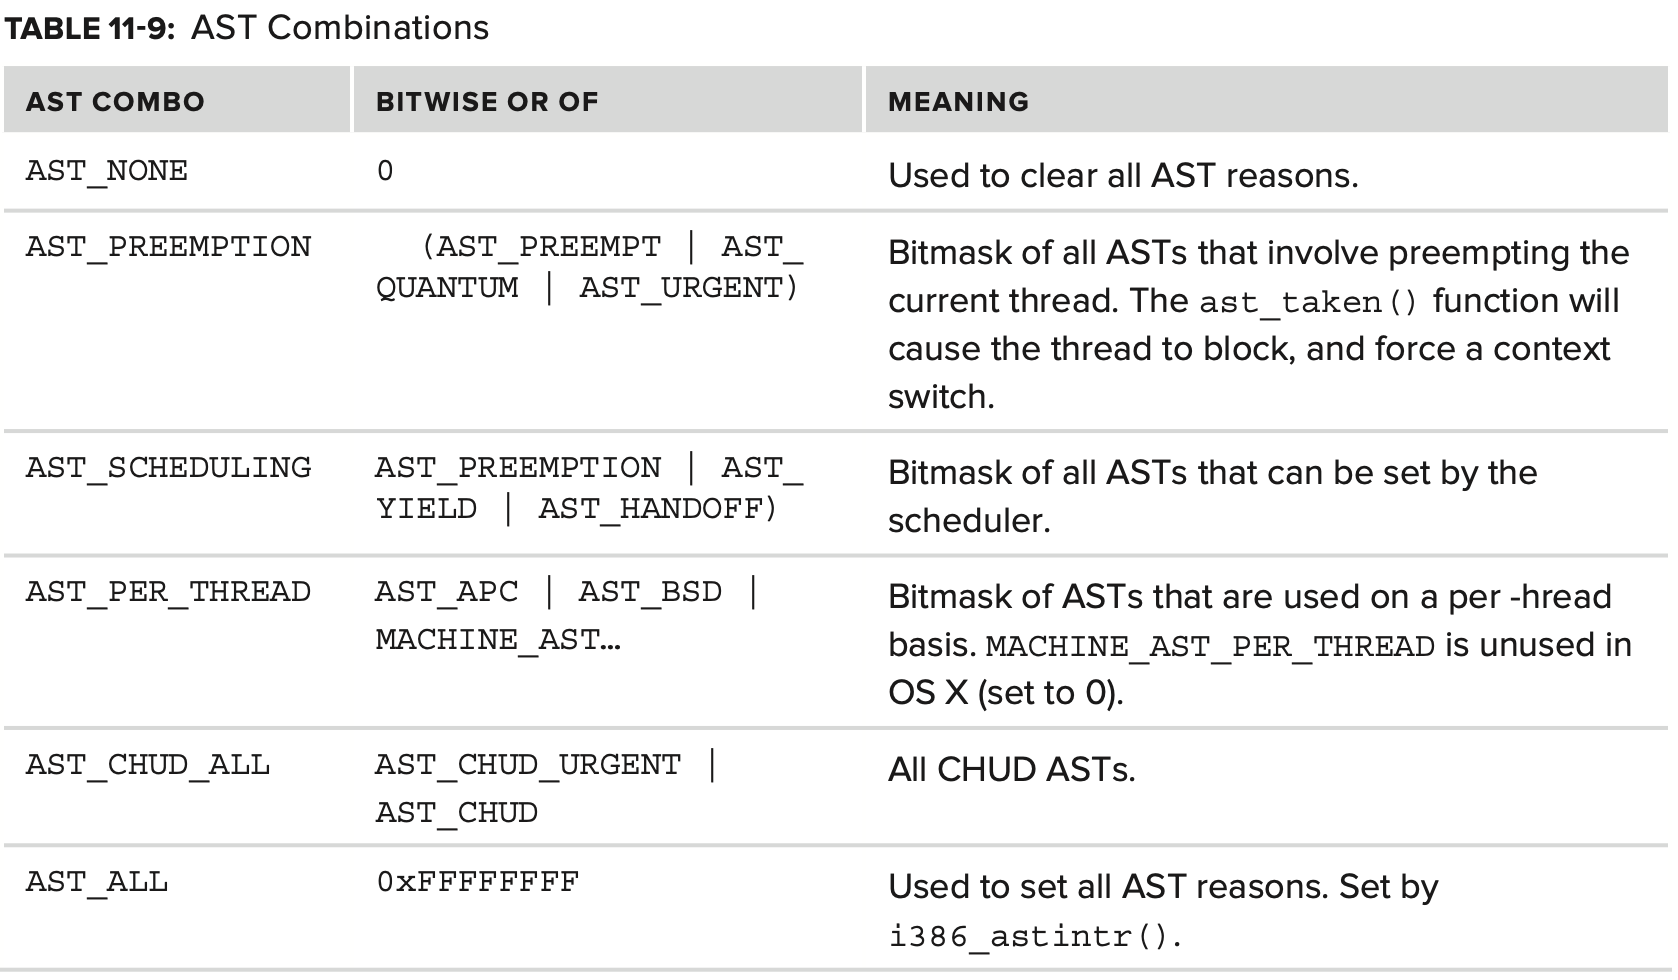 TABLE 11-9: AST Combinations
AST COMBO BITWISE OR OF MEANING
AST_NONE 0 Used to clear all AST reasons.
AST_PREEMPTION (AST_PREEMPT | AST_
QUANTUM | AST_URGENT)
Bitmask of all ASTs that involve preempting the
current thread. The ast_taken() function will
cause the thread to block, and force a context
switch.
AST_SCHEDULING AST_PREEMPTION | AST_
YIELD | AST_HANDOFF)
Bitmask of all ASTs that can be set by the
scheduler.
AST_PER_THREAD AST_APC | AST_BSD |
MACHINE_AST…
Bitmask of ASTs that are used on a per -hread
basis. MACHINE_AST_PER_THREAD is unused in
OS X (set to 0).
AST_CHUD_ALL AST_CHUD_URGENT |
AST_CHUD
All CHUD ASTs.
AST_ALL 0xFFFFFFFF Used to set all AST reasons. Set by
i386_astintr().